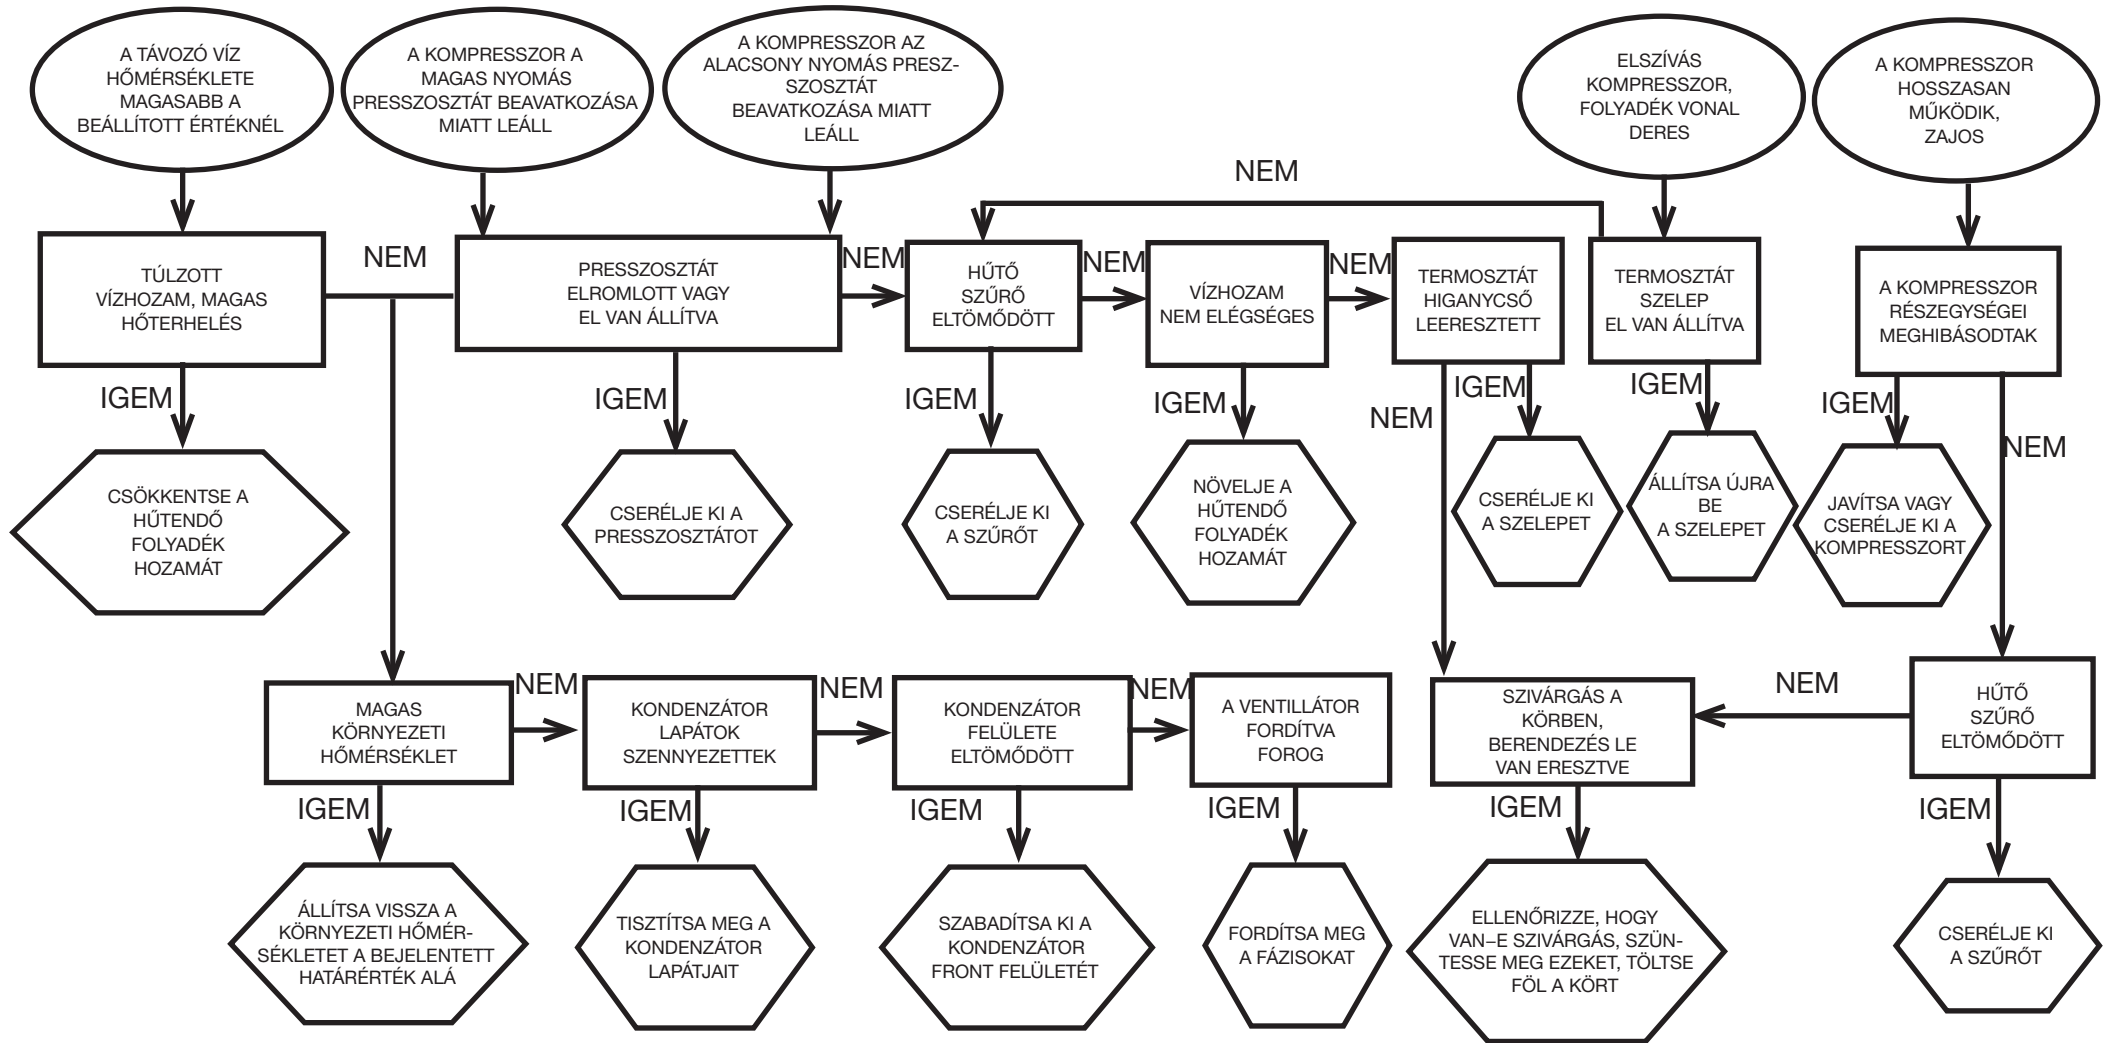 A TÁVOZÓ VÍZ
HŐMÉRSÉKLETE
MAGASABB A
BEÁLLÍTOTT ÉRTÉKNÉL
A KOMPRESSZOR A
MAGAS NYOMÁS
PRESSZOSZTÁT BEAVATKOZÁSA
MIATT LEÁLL
A KOMPRESSZOR AZ
ALACSONY NYOMÁS PRESZ-
SZOSZTÁT
BEAVATKOZÁSA MIATT
LEÁLL
ELSZÍVÁS
KOMPRESSZOR,
FOLYADÉK VONAL
DERES
A KOMPRESSZOR
HOSSZASAN
MŰKÖDIK,
ZAJOS
NEM
TÚLZOTT
VÍZHOZAM, MAGAS
HŐTERHELÉS
NEM
PRESSZOSZTÁT
ELROMLOTT VAGY
EL VAN ÁLLÍTVA
NEM
HŰTŐ
SZŰRŐ
ELTÖMŐDÖTT
NEM
VÍZHOZAM
NEM ELÉGSÉGES
NEM
TERMOSZTÁT
HIGANYCSŐ
LEERESZTETT
TERMOSZTÁT
SZELEP
EL VAN ÁLLÍTVA
A KOMPRESSZOR
RÉSZEGYSÉGEI
MEGHIBÁSODTAK
IGEM
IGEM
IGEM
IGEM
NEM
IGEM
IGEM
IGEM
NEM
CSÖKKENTSE A
HŰTENDŐ
FOLYADÉK
HOZAMÁT
CSERÉLJE KI A
PRESSZOSZTÁTOT
CSERÉLJE KI
A SZŰRŐT
NÖVELJE A
HŰTENDŐ
FOLYADÉK
HOZAMÁT
CSERÉLJE KI
A SZELEPET
ÁLLÍTSA ÚJRA
BE
A SZELEPET
JAVÍTSA VAGY
CSERÉLJE KI A
KOMPRESSZORT
MAGAS
KÖRNYEZETI
HŐMÉRSÉKLET
NEM
KONDENZÁTOR
LAPÁTOK
SZENNYEZETTEK
NEM
KONDENZÁTOR
FELÜLETE
ELTÖMŐDÖTT
NEM
A VENTILLÁTOR
FORDÍTVA
FOROG
SZIVÁRGÁS A
KÖRBEN,
BERENDEZÉS LE
VAN ERESZTVE
NEM
HŰTŐ
SZŰRŐ
ELTÖMŐDÖTT
IGEM
IGEM
IGEM
IGEM
IGEM
IGEM
ÁLLÍTSA VISSZA A
KÖRNYEZETI HŐMÉR-
SÉKLETET A BEJELENTETT
HATÁRÉRTÉK ALÁ
TISZTÍTSA MEG A
KONDENZÁTOR
LAPÁTJAIT
SZABADÍTSA KI A
KONDENZÁTOR
FRONT FELÜLETÉT
FORDÍTSA MEG
A FÁZISOKAT
ELLENŐRIZZE, HOGY
VAN–E SZIVÁRGÁS, SZÜN-
TESSE MEG EZEKET, TÖLTSE
FÖL A KÖRT
CSERÉLJE KI
A SZŰRŐT